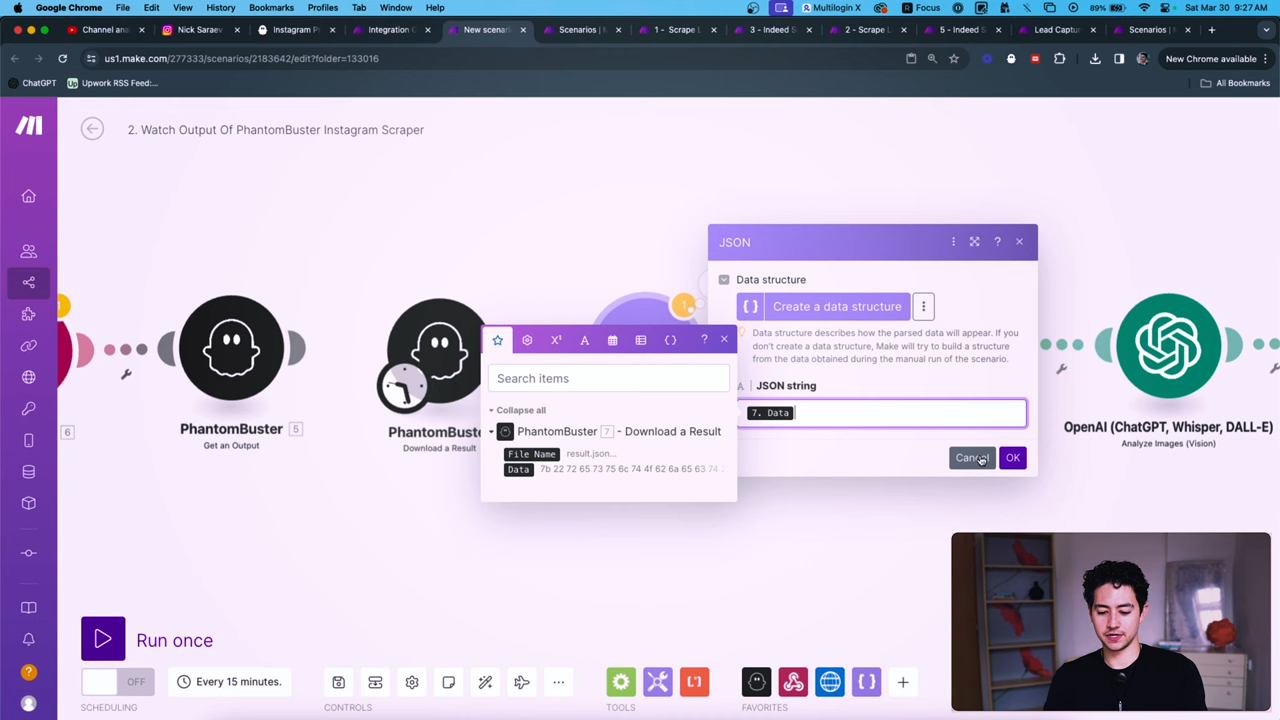 Google Chrome File Edit View History Bookmarks Profiles Tab Window Help
Multilogin X Focus 89% Sat Mar 30 9:27 AM
Channel ana Nick Saraev Instagram P Integration New scenari Scenarios | 1 - Scrape L 3 - Indeed S 2 - Scrape L 5 - Indeed S Lead Captur Scenarios |
us1.make.com/277333/scenarios/2183642/edit?folder=133016
New Chrome available
ChatGPT Upwork RSS Feed:...
All Bookmarks
2. Watch Output Of PhantomBuster Instagram Scraper
JSON
Data structure
{ } Create a data structure
Data structure describes how the parsed data will appear. If you
don't create a data structure, Make will try to build a structure
from the data obtained during the manual run of the scenario.
A JSON string
7. Data
Cancel OK
1
Search items
Collapse all
PhantomBuster 7 - Download a Result
File Name result.json...
Data 7b 22 72 65 73 75 6c 74 4f 62 6a 65 63 74 2
6
PhantomBuster 5
Get an Output
PhantomBuste
Download a Result
OpenAI (ChatGPT, Whisper, DALL-E)
Analyze Images (Vision)
Run once
OFF
Every 15 minutes.
SCHEDULING
CONTROLS
TOOLS
FAVORITES